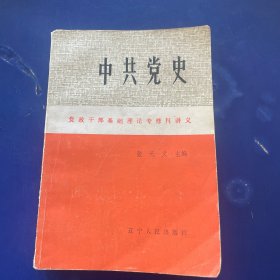 中共党史
党政干部基础理论专修科讲义
主编
辽宁人民出版社